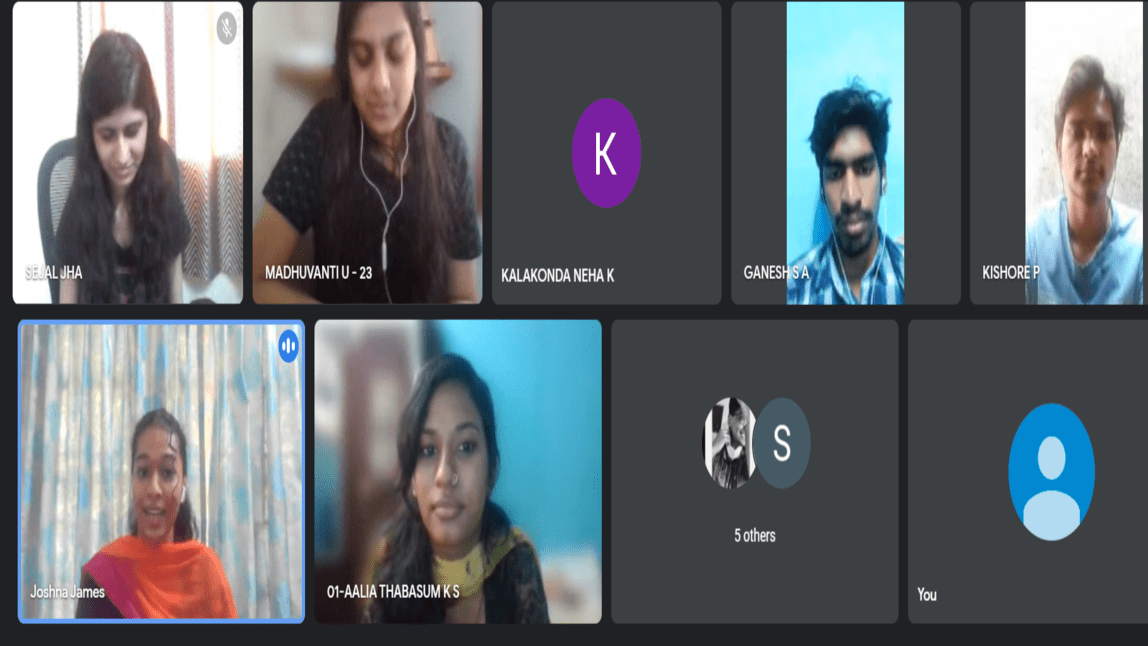 SEJAL JHA
MADHUVANTI U - 23
K
KALAKONDA NEHA K
GANESH S A
KISHORE P
Joshna James
01-AALIA THABASUM K S
S
5 others
You